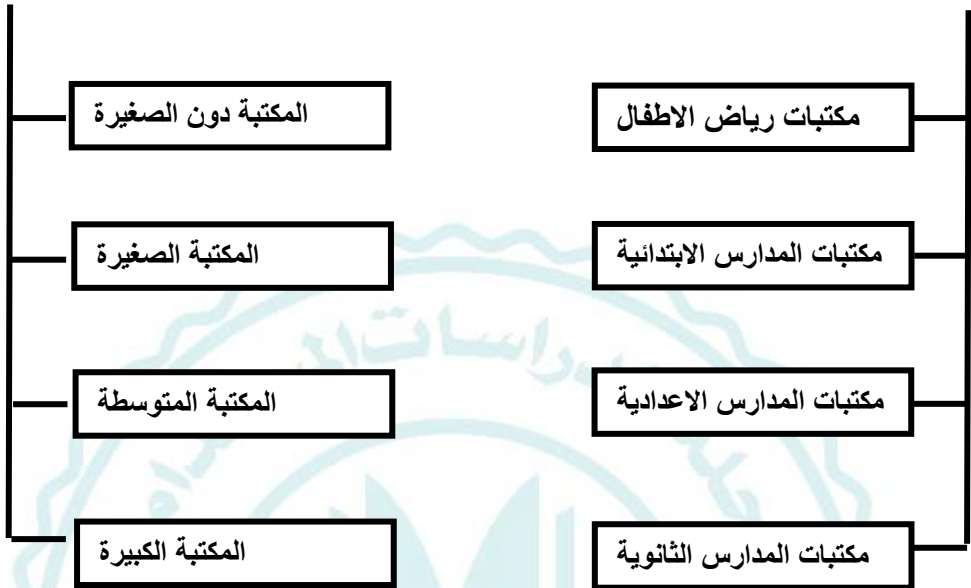 مكتبات رياض الاطفال
مكتبات المدارس الابتدائية
مكتبات المدارس الاعدادية
مكتبات المدارس الثانوية
المكتبة دون الصغيرة
المكتبة الصغيرة
المكتبة المتوسطة
المكتبة الكبيرة